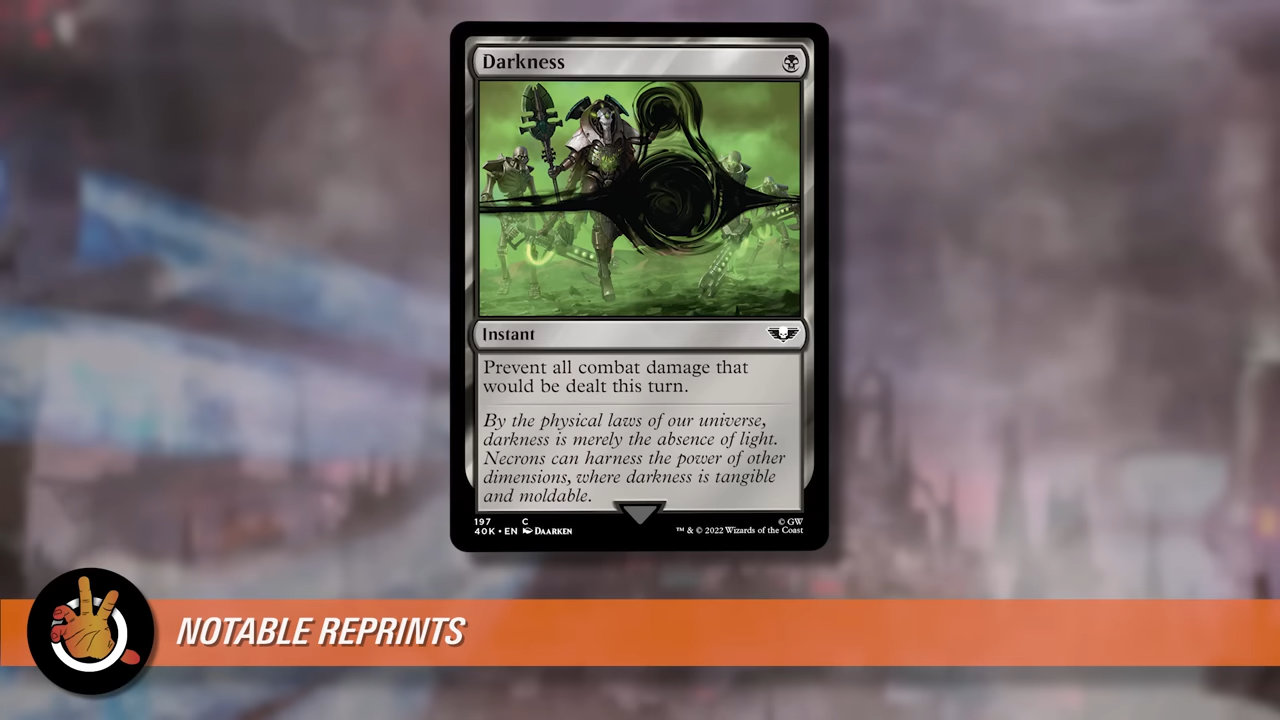 Darkness
Instant
Prevent all combat damage that
would be dealt this turn.
By the physical laws of our universe,
darkness is merely the absence of light.
Necrons can harness the power of other
dimensions, where darkness is tangible
and moldable.
197 C
40K • EN DAARKEN
© GW
™ & © 2022 Wizards of the Coast
NOTABLE REPRINTS